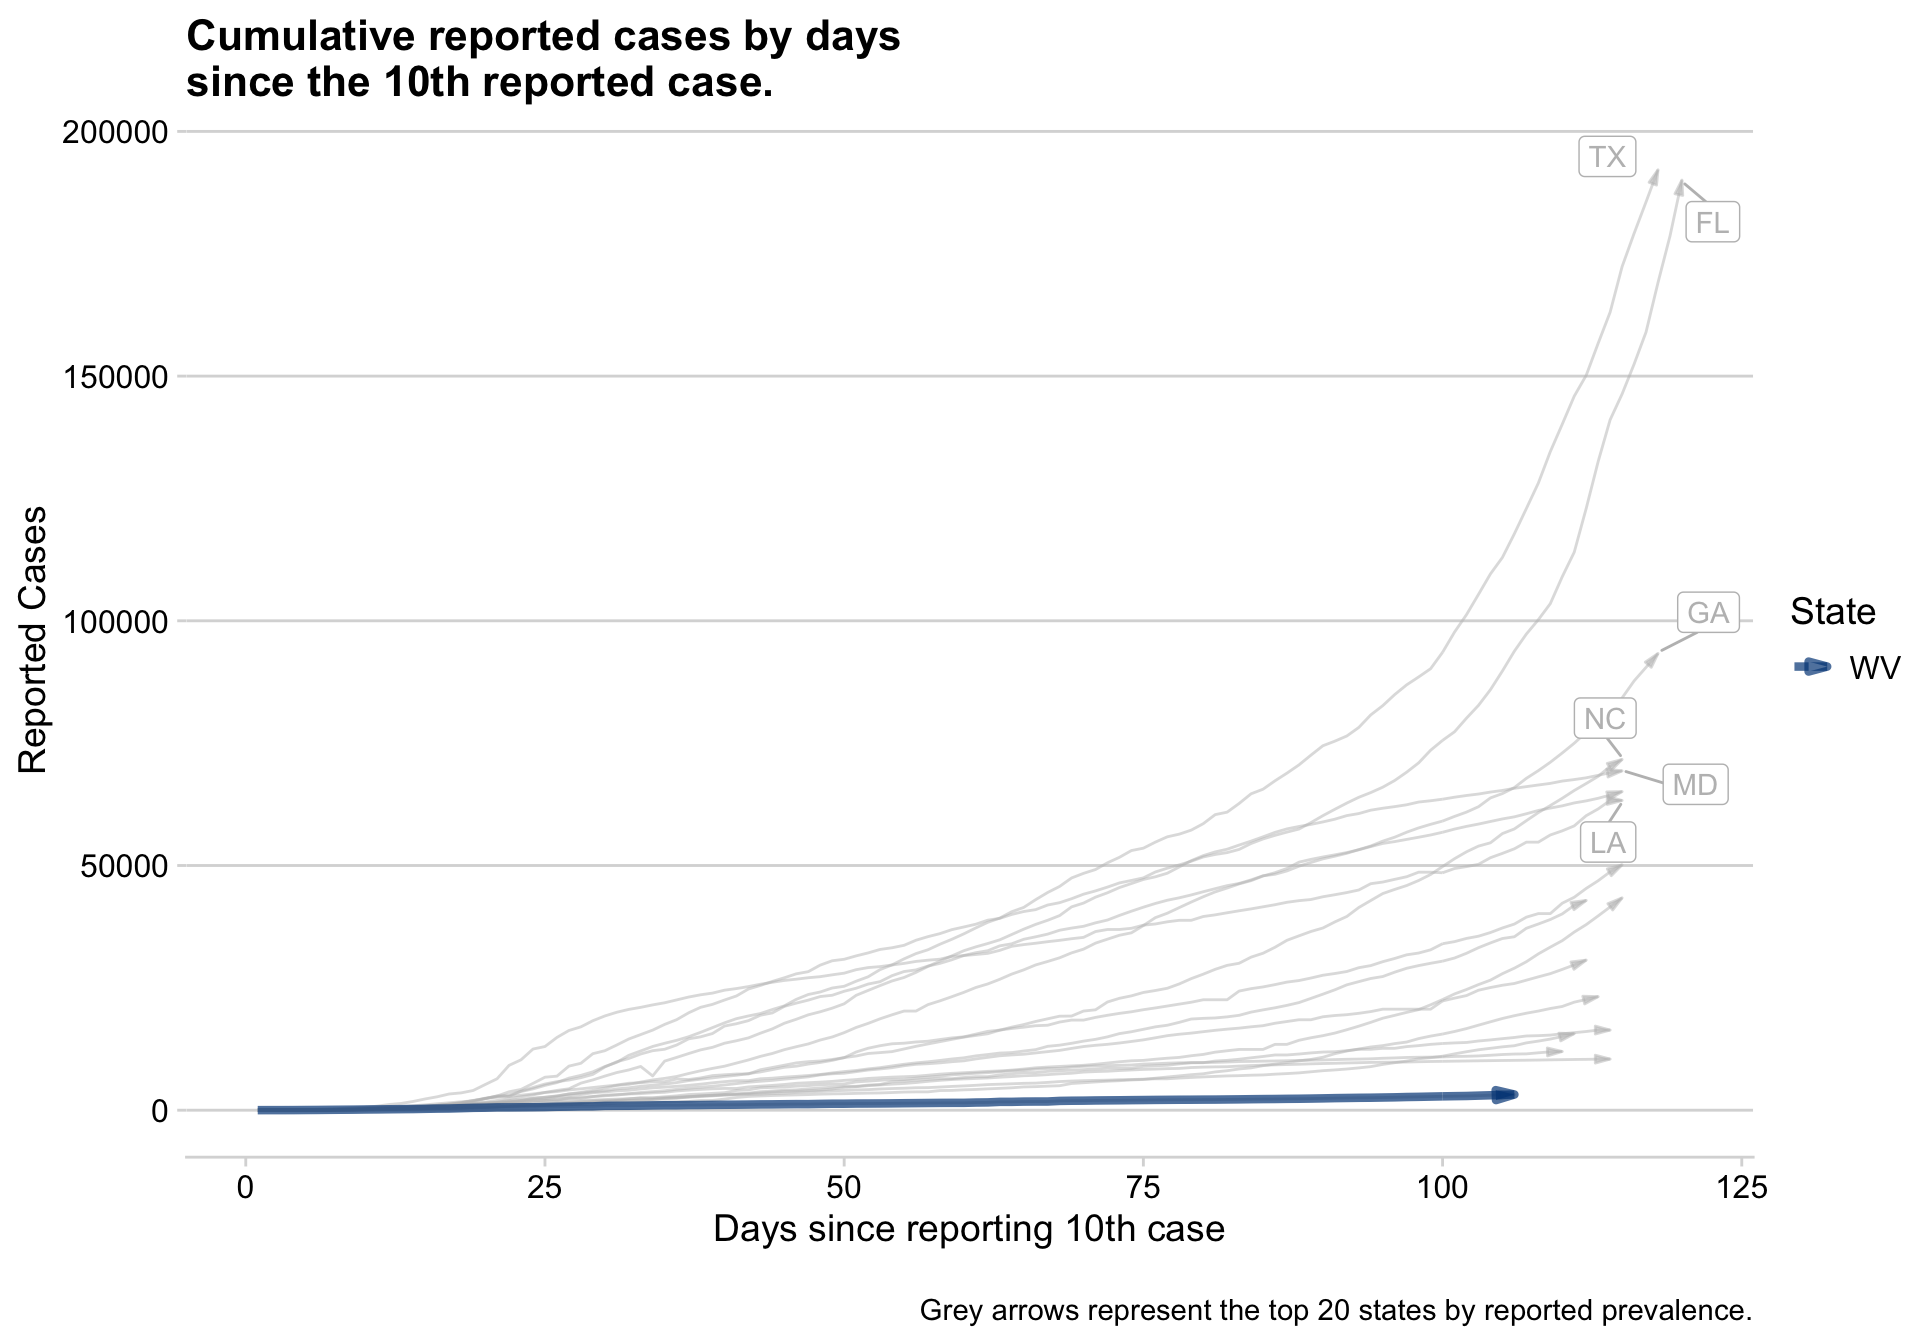 Cumulative reported cases by days
since the 10th reported case.
200000
150000
100000
50000
0
Reported Cases
TX
FL
GA
NC
MD
LA
State
WV
0 25 50 75 100 125
Days since reporting 10th case
Grey arrows represent the top 20 states by reported prevalence.